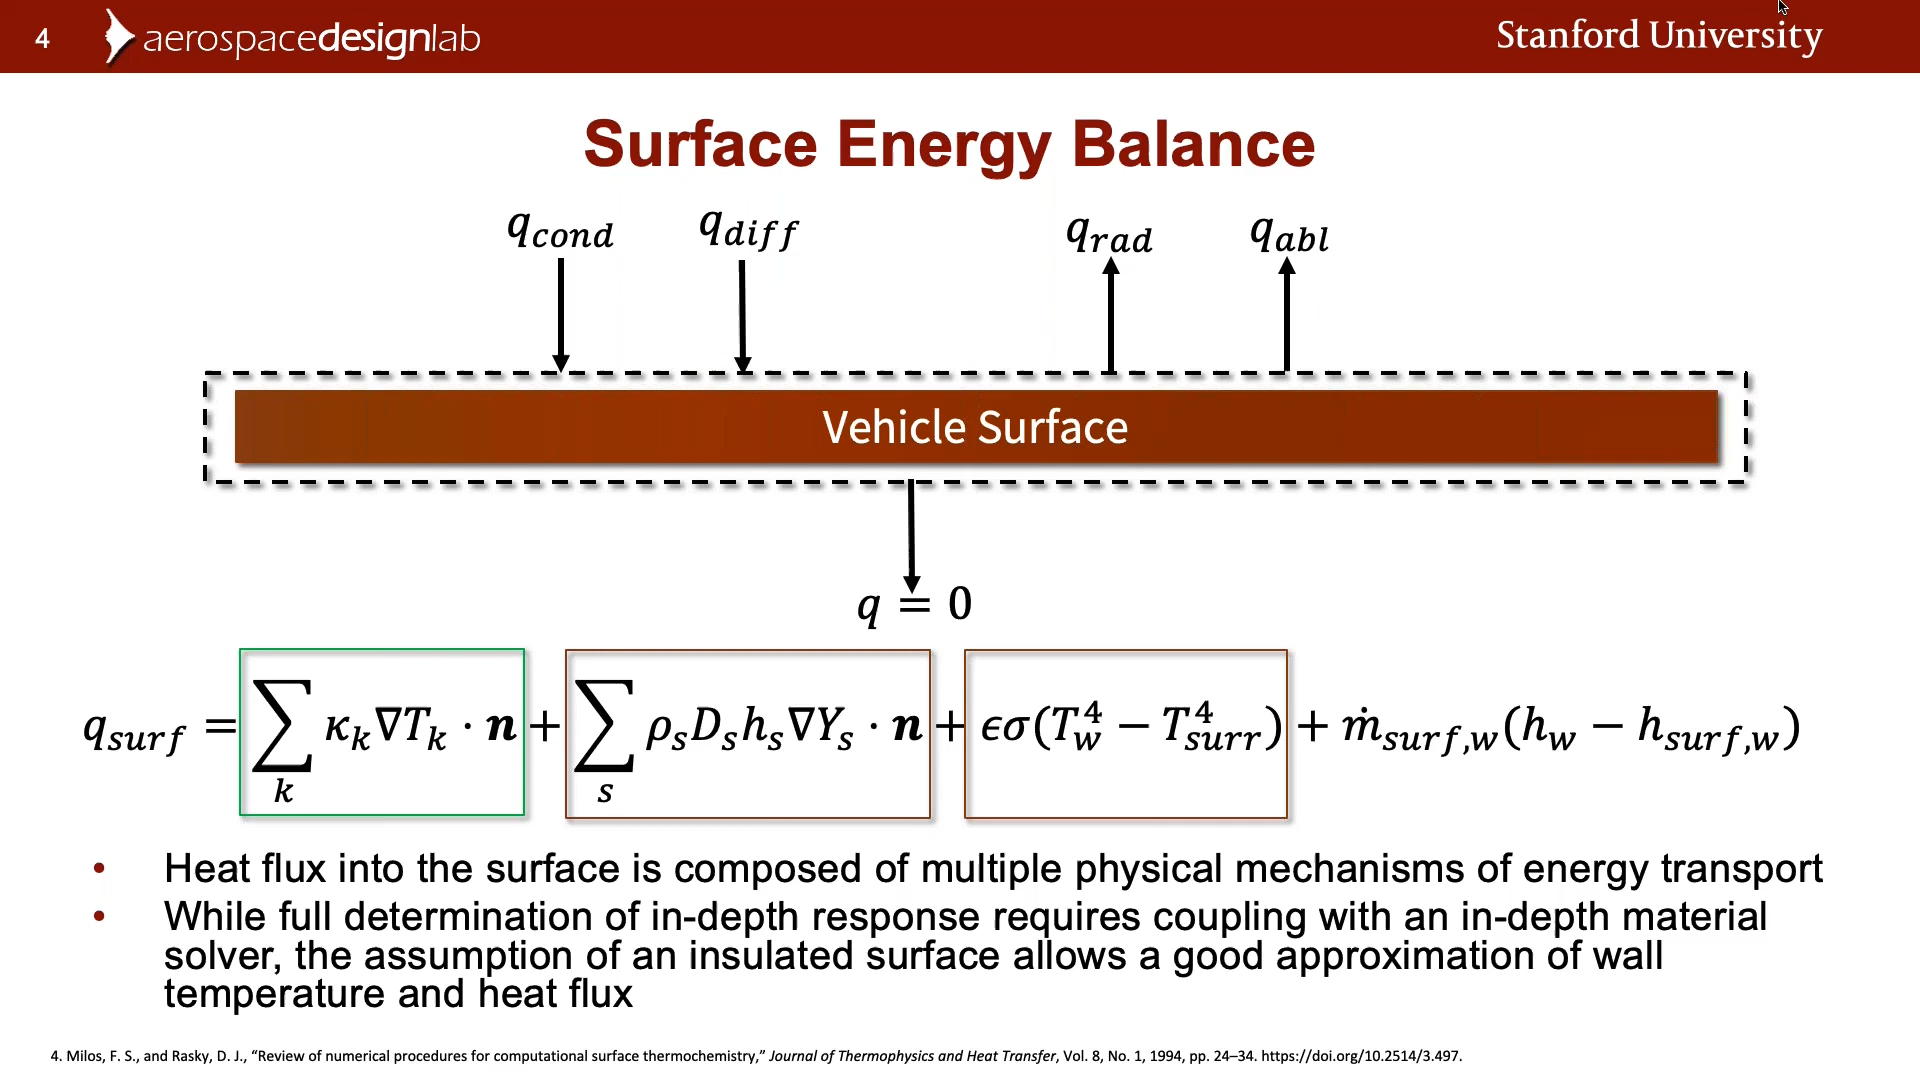 4
aerospacedesignlab
Stanford University
Surface Energy Balance
q_cond
q_diff
q_rad
q_abl
Vehicle Surface
q = 0
q_surf = ∑_k κ_k∇T_k · n + ∑_s ρ_s D_s h_s ∇Y_s · n + ϵσ(T_w^4 − T_surr^4) + ṁ_surf,w(h_w − h_surf,w)
• Heat flux into the surface is composed of multiple physical mechanisms of energy transport
• While full determination of in-depth response requires coupling with an in-depth material
solver, the assumption of an insulated surface allows a good approximation of wall
temperature and heat flux
4. Milos, F. S., and Rasky, D. J., “Review of numerical procedures for computational surface thermochemistry,” Journal of Thermophysics and Heat Transfer, Vol. 8, No. 1, 1994, pp. 24–34. https://doi.org/10.2514/3.497.